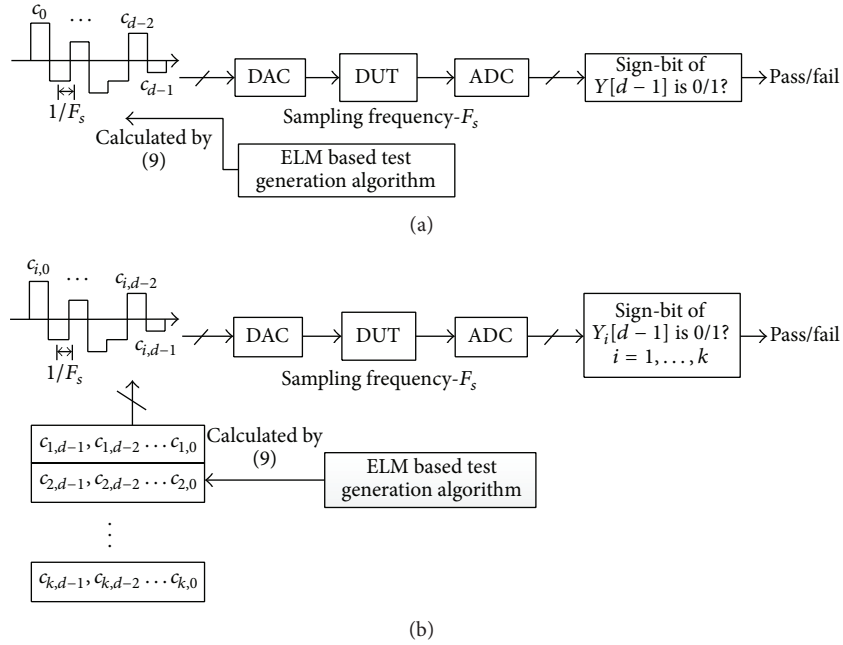 c0 ⋯ cd−2
cd−1
1/Fs
DAC
DUT
ADC
Sign-bit of
Y[d − 1] is 0/1?
Pass/fail
Sampling frequency-Fs
Calculated by
(9)
ELM based test
generation algorithm
(a)
ci,0 ⋯ ci,d−2
ci,d−1
1/Fs
DAC
DUT
ADC
Sign-bit of
Yi[d − 1] is 0/1?
i = 1, . . . , k
Pass/fail
Sampling frequency-Fs
c1,d−1, c1,d−2 . . . c1,0
c2,d−1, c2,d−2 . . . c2,0
⋮
ck,d−1, ck,d−2 . . . ck,0
Calculated by
(9)
ELM based test
generation algorithm
(b)